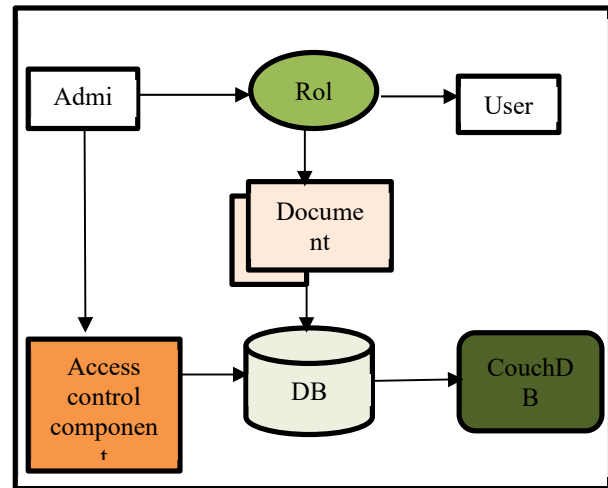 Admi
Rol
User
Docume
nt
Access
control
componen
DB
CouchD
B